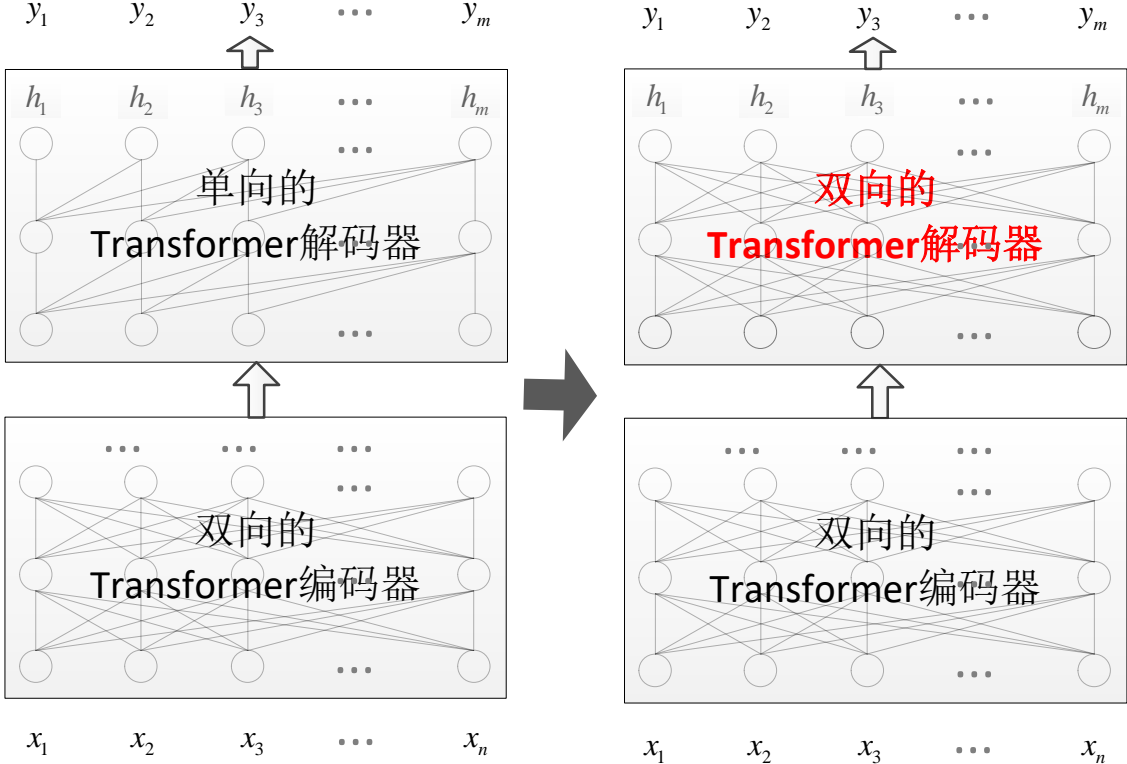 y₁ y₂ y₃ … yₘ
h₁ h₂ h₃ … hₘ
单向的
Transformer解码器
双向的
Transformer编码器
x₁ x₂ x₃ … xₙ
y₁ y₂ y₃ … yₘ
h₁ h₂ h₃ … hₘ
双向的
Transformer解码器
双向的
Transformer编码器
x₁ x₂ x₃ … xₙ